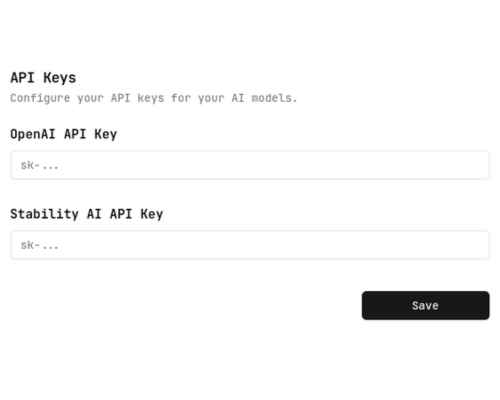 API Keys
Configure your API keys for your AI models.
OpenAI API Key
sk-...
Stability AI API Key
sk-...
Save